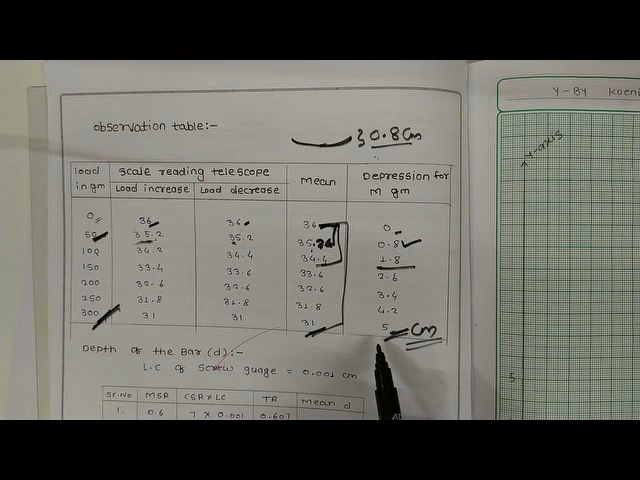 observation table:-
} 0.8 Cm
Load in gm | Scale reading telescope | Mean | Depression for M gm
Load increase | Load decrease
0 | 36 | 36 | 36 | 0
50 | 35.2 | 35.2 | 35.2 | 0.8
100 | 34.2 | 34.4 | 34.4 | 1.8
150 | 33.4 | 33.6 | 33.6 | 2.6
200 | 32.6 | 32.6 | 32.6 | 3.4
250 | 31.8 | 31.8 | 31.8 | 4.2
300 | 31 | 31 | 31 | 5 cm
Depth of the Bar (d):-
L.C of Screw guage = 0.001 cm
Sr.No | MSR | CSR X LC | TR | Mean d
1. | 0.6 | 7 X 0.001 | 0.607
Y-BY Koeni
Y-axis
5